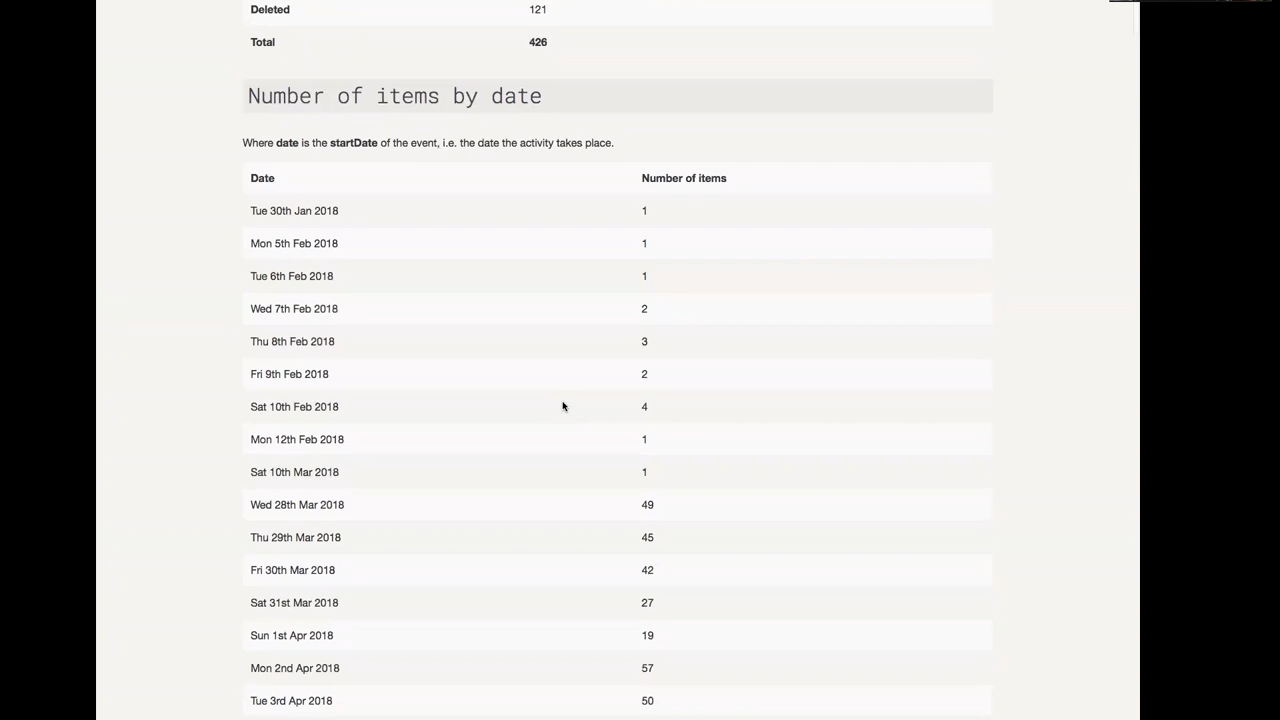 Deleted 121
Total 426
Number of items by date
Where date is the startDate of the event, i.e. the date the activity takes place.
Date Number of items
Tue 30th Jan 2018 1
Mon 5th Feb 2018 1
Tue 6th Feb 2018 1
Wed 7th Feb 2018 2
Thu 8th Feb 2018 3
Fri 9th Feb 2018 2
Sat 10th Feb 2018 4
Mon 12th Feb 2018 1
Sat 10th Mar 2018 1
Wed 28th Mar 2018 49
Thu 29th Mar 2018 45
Fri 30th Mar 2018 42
Sat 31st Mar 2018 27
Sun 1st Apr 2018 19
Mon 2nd Apr 2018 57
Tue 3rd Apr 2018 50